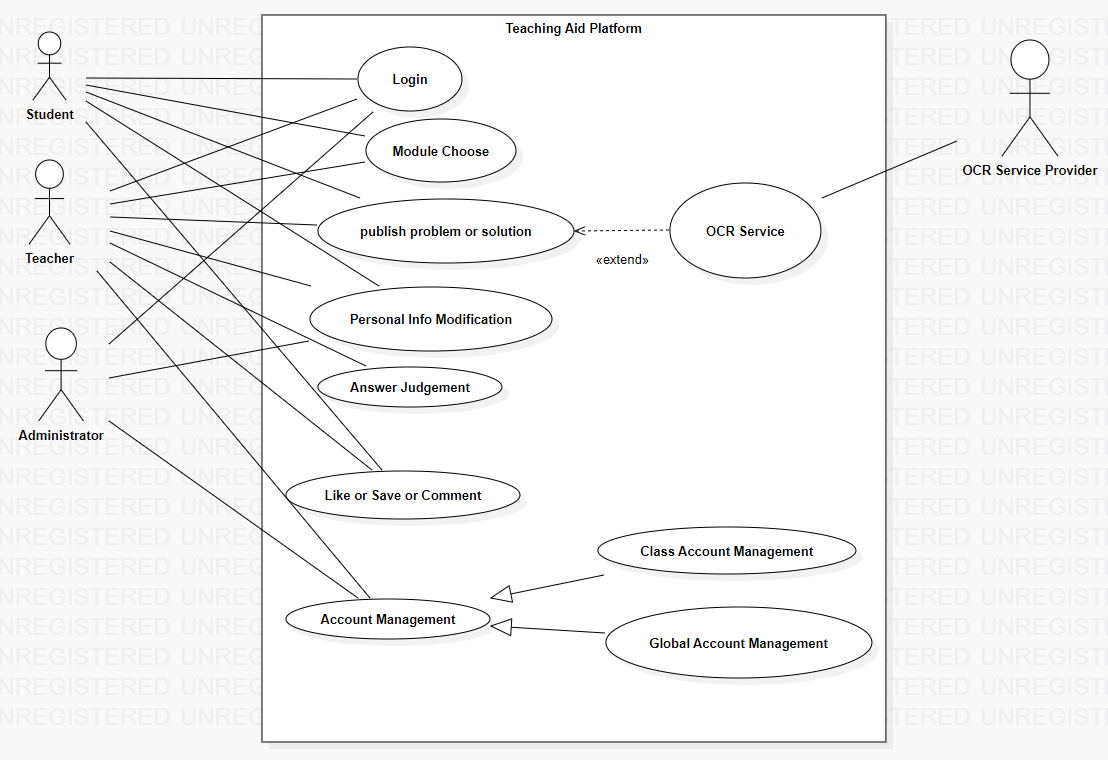 Teaching Aid Platform
Student
Login
Module Choose
OCR Service Provider
Teacher
publish problem or solution
OCR Service
«extend»
Personal Info Modification
Answer Judgement
Administrator
Like or Save or Comment
Class Account Management
Account Management
Global Account Management
UNREGISTERED